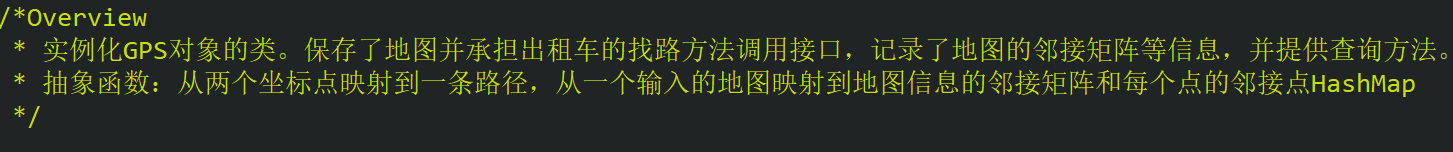 /*Overview
* 实例化GPS对象的类。保存了地图并承担出租车的找路方法调用接口，记录了地图的邻接矩阵等信息，并提供查询方法。
* 抽象函数：从两个坐标点映射到一条路径，从一个输入的地图映射到地图信息的邻接矩阵和每个点的邻接点HashMap
*/